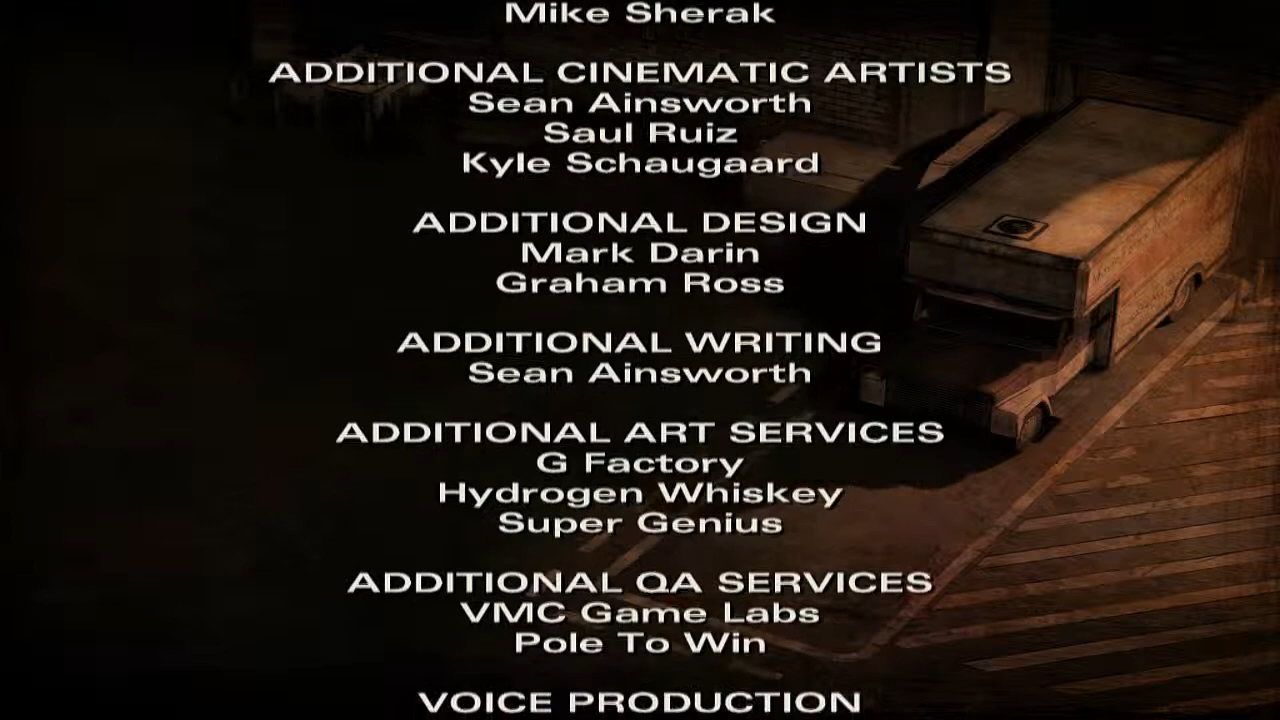 Mike Sherak
ADDITIONAL CINEMATIC ARTISTS
Sean Ainsworth
Saul Ruiz
Kyle Schaugaard
ADDITIONAL DESIGN
Mark Darin
Graham Ross
ADDITIONAL WRITING
Sean Ainsworth
ADDITIONAL ART SERVICES
G Factory
Hydrogen Whiskey
Super Genius
ADDITIONAL QA SERVICES
VMC Game Labs
Pole To Win
VOICE PRODUCTION